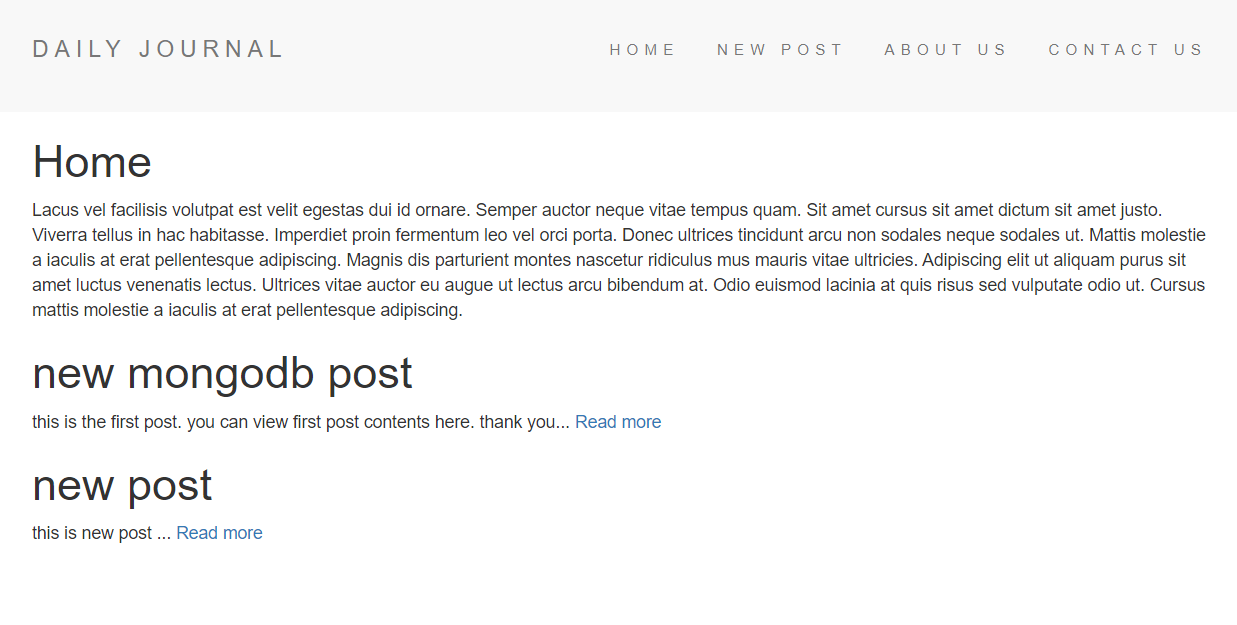 DAILY JOURNAL HOME NEW POST ABOUT US CONTACT US
Home
Lacus vel facilisis volutpat est velit egestas dui id ornare. Semper auctor neque vitae tempus quam. Sit amet cursus sit amet dictum sit amet justo.
Viverra tellus in hac habitasse. Imperdiet proin fermentum leo vel orci porta. Donec ultrices tincidunt arcu non sodales neque sodales ut. Mattis molestie
a iaculis at erat pellentesque adipiscing. Magnis dis parturient montes nascetur ridiculus mus mauris vitae ultricies. Adipiscing elit ut aliquam purus sit
amet luctus venenatis lectus. Ultrices vitae auctor eu augue ut lectus arcu bibendum at. Odio euismod lacinia at quis risus sed vulputate odio ut. Cursus
mattis molestie a iaculis at erat pellentesque adipiscing.
new mongodb post
this is the first post. you can view first post contents here. thank you... Read more
new post
this is new post ... Read more